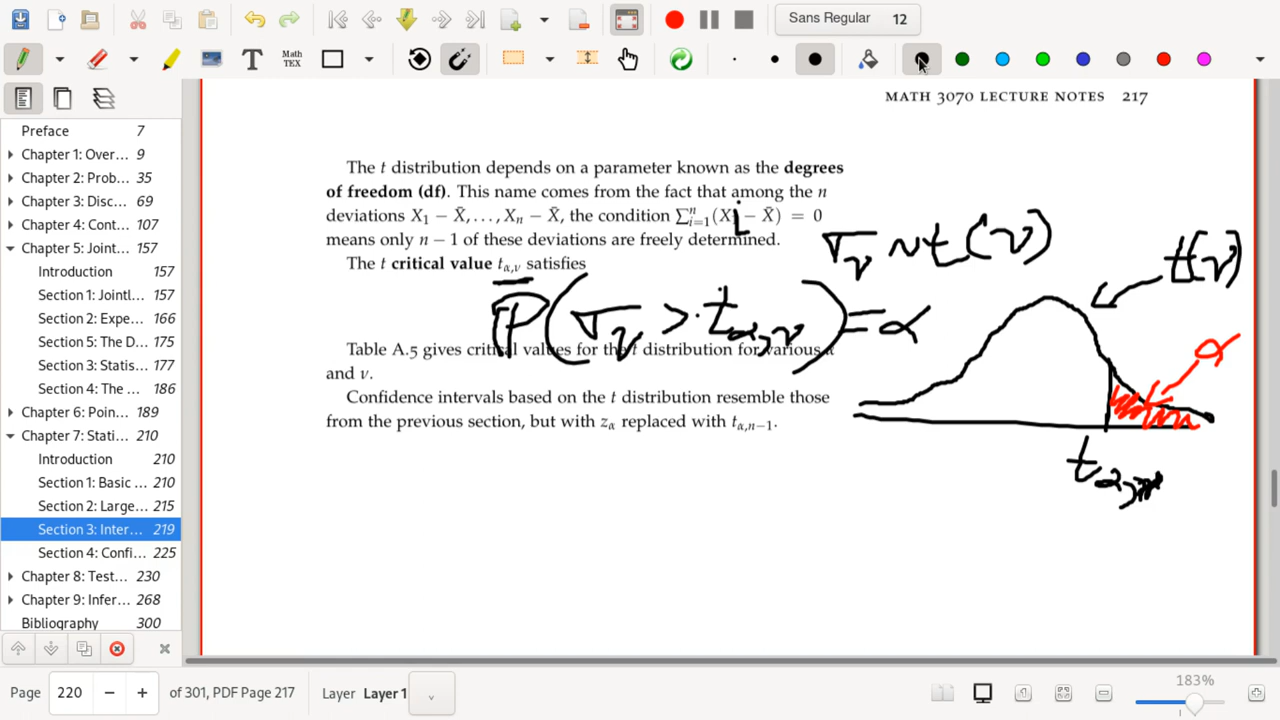 Sans Regular 12
T Math TEX
MATH 3070 LECTURE NOTES 217
Preface 7
Chapter 1: Over... 9
Chapter 2: Prob... 35
Chapter 3: Disc... 69
Chapter 4: Cont... 107
Chapter 5: Joint... 157
Introduction 157
Section 1: Jointl... 157
Section 2: Expe... 166
Section 5: The D... 175
Section 3: Statis... 177
Section 4: The ... 186
Chapter 6: Poin... 189
Chapter 7: Stati... 210
Introduction 210
Section 1: Basic ... 210
Section 2: Large... 215
Section 3: Inter... 219
Section 4: Confi... 225
Chapter 8: Test... 230
Chapter 9: Infer... 268
Bibliography 300
The t distribution depends on a parameter known as the degrees
of freedom (df). This name comes from the fact that among the n
deviations X₁ − X̄, . . . , Xₙ − X̄, the condition ∑ⁿᵢ₌₁(Xᵢ − X̄) = 0
means only n − 1 of these deviations are freely determined.
The t critical value t_{α,ν} satisfies
T_ν ~ t(ν)
t(ν)
P(T_ν > t_{α,ν}) = α
α
Table A.5 gives critical values for the t distribution for various α
and ν.
Confidence intervals based on the t distribution resemble those
from the previous section, but with z_α replaced with t_{α,n−1}.
Page 220 − + of 301, PDF Page 217 Layer Layer 1
183%